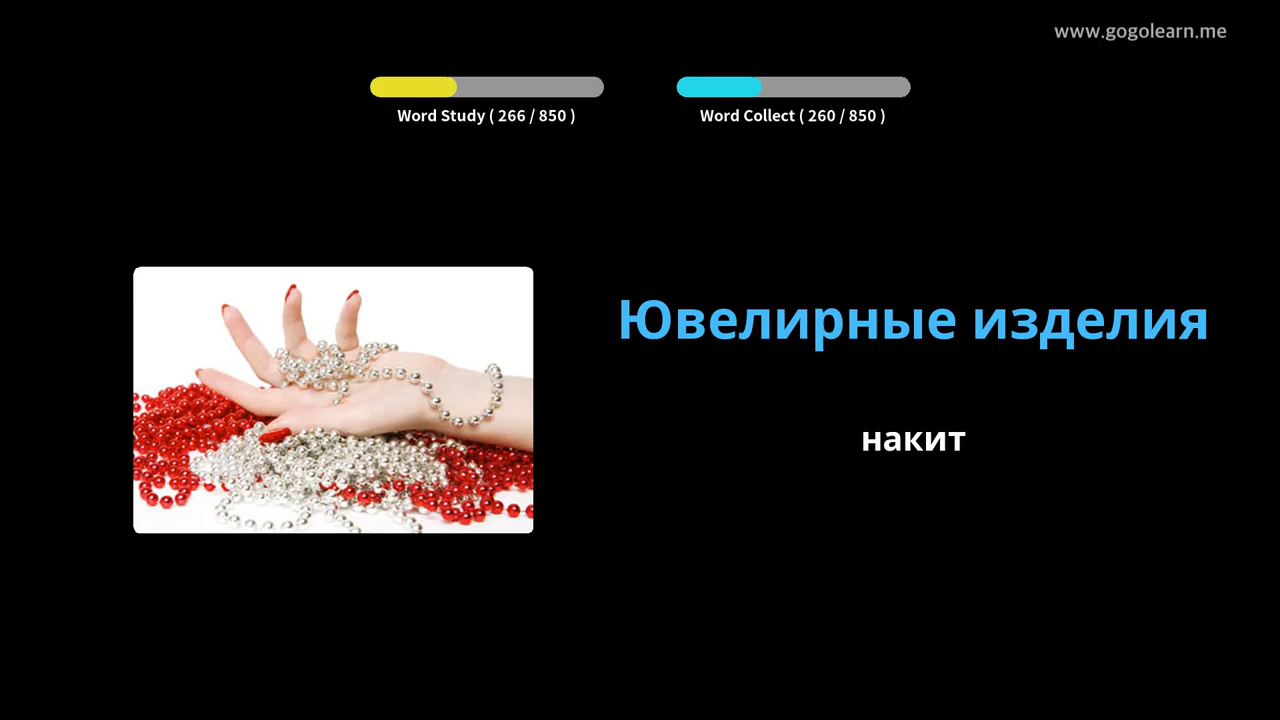 www.gogolearn.me
Word Study ( 266 / 850 )
Word Collect ( 260 / 850 )
Ювелирные изделия
накит